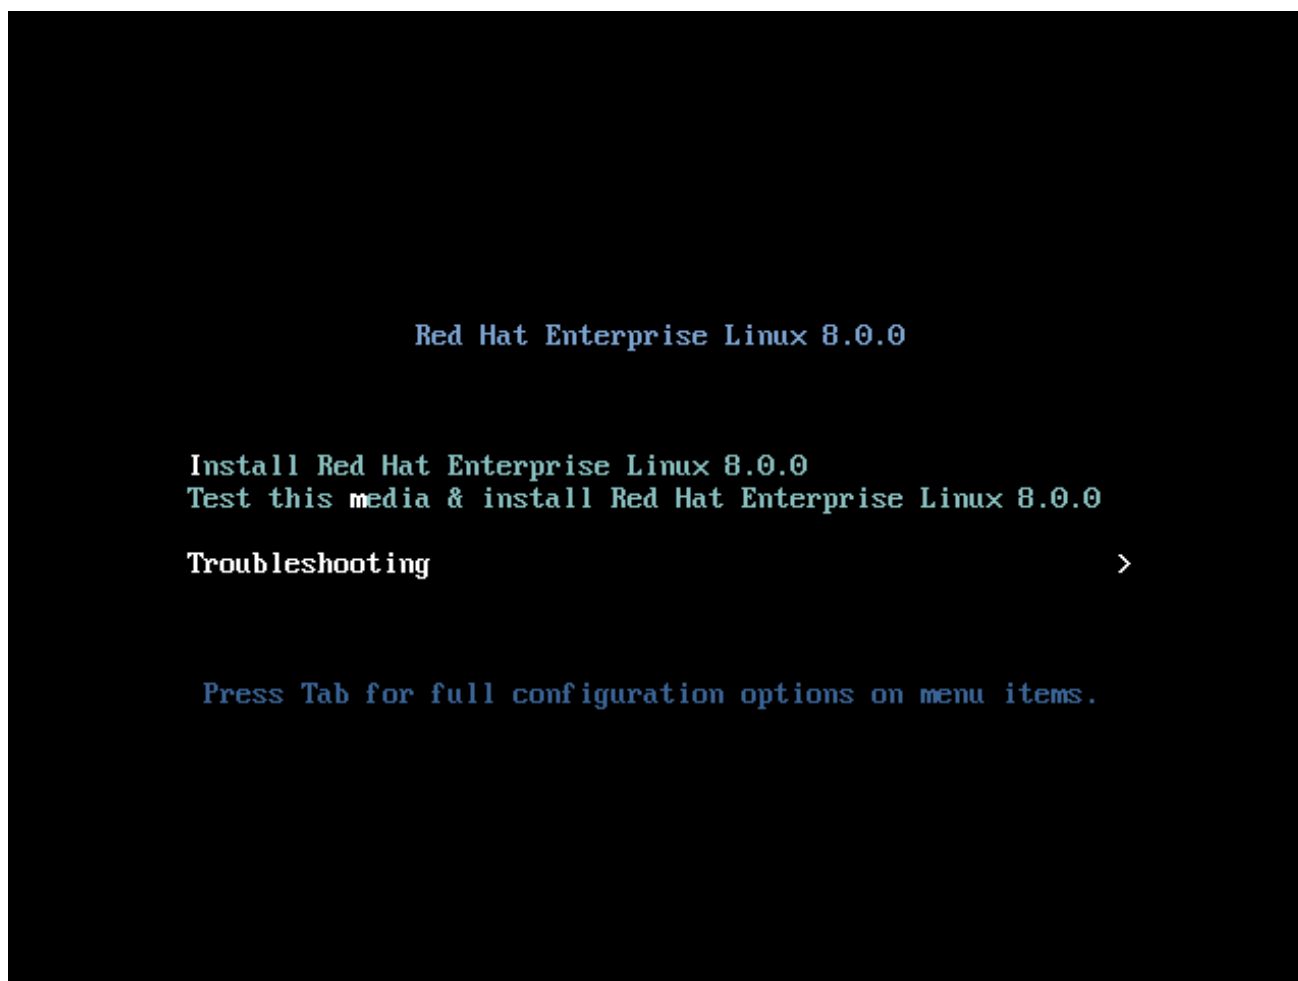 Red Hat Enterprise Linux 8.0.0
Install Red Hat Enterprise Linux 8.0.0
Test this media & install Red Hat Enterprise Linux 8.0.0
Troubleshooting >
Press Tab for full configuration options on menu items.